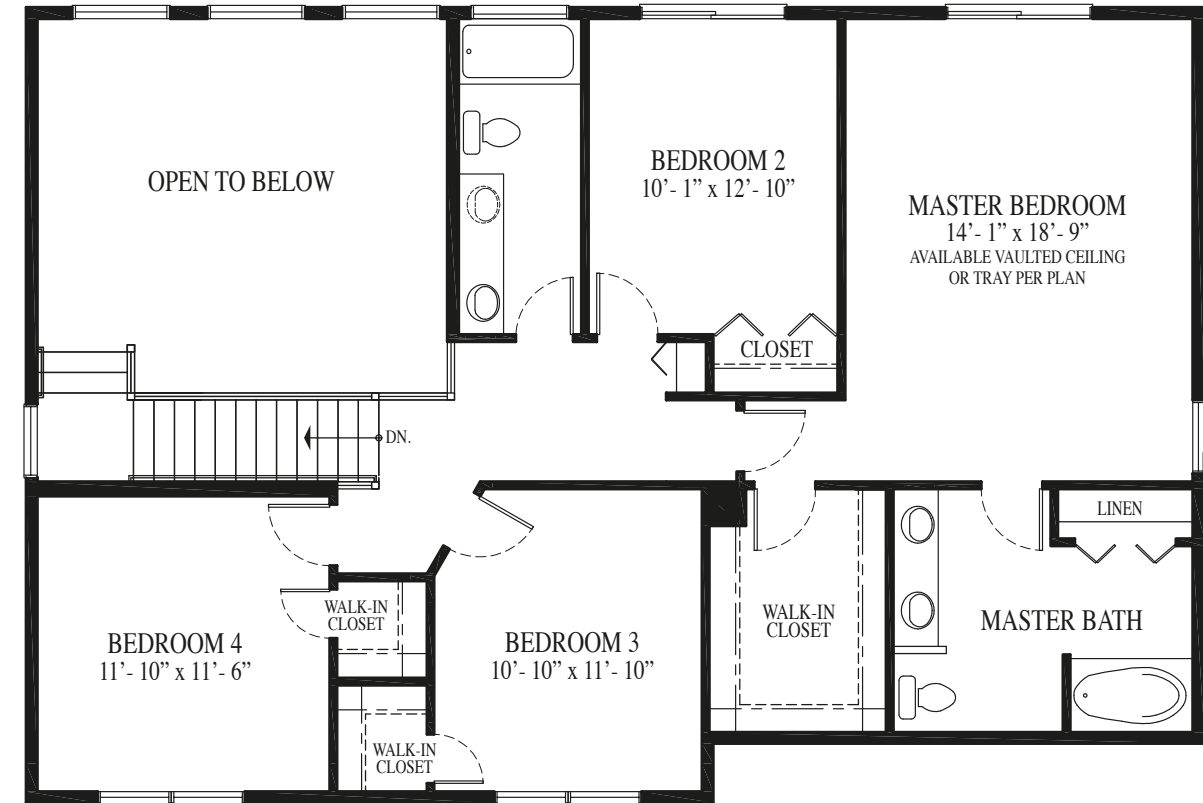 OPEN TO BELOW
BEDROOM 2
10’- 1” x 12’- 10”
MASTER BEDROOM
14’- 1” x 18’- 9”
AVAILABLE VAULTED CEILING
OR TRAY PER PLAN
CLOSET
DN.
LINEN
WALK-IN
CLOSET
BEDROOM 4
11’- 10” x 11’- 6”
BEDROOM 3
10’- 10” x 11’- 10”
WALK-IN
CLOSET
MASTER BATH
WALK-IN
CLOSET